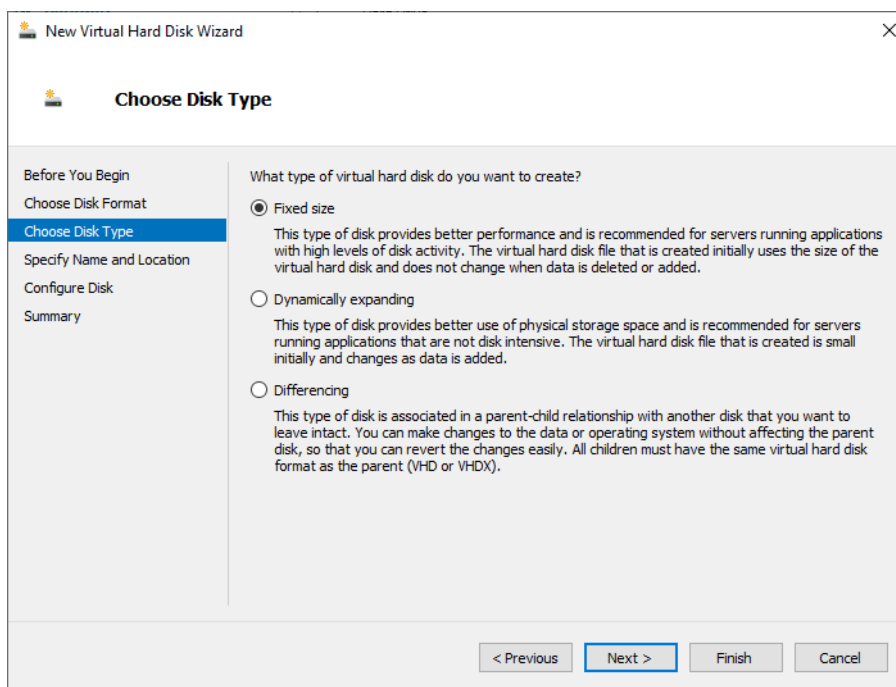 New Virtual Hard Disk Wizard
Choose Disk Type
Before You Begin
Choose Disk Format
Choose Disk Type
Specify Name and Location
Configure Disk
Summary
What type of virtual hard disk do you want to create?
Fixed size
This type of disk provides better performance and is recommended for servers running applications
with high levels of disk activity. The virtual hard disk file that is created initially uses the size of the
virtual hard disk and does not change when data is deleted or added.
Dynamically expanding
This type of disk provides better use of physical storage space and is recommended for servers
running applications that are not disk intensive. The virtual hard disk file that is created is small
initially and changes as data is added.
Differencing
This type of disk is associated in a parent-child relationship with another disk that you want to
leave intact. You can make changes to the data or operating system without affecting the parent
disk, so that you can revert the changes easily. All children must have the same virtual hard disk
format as the parent (VHD or VHDX).
< Previous
Next >
Finish
Cancel